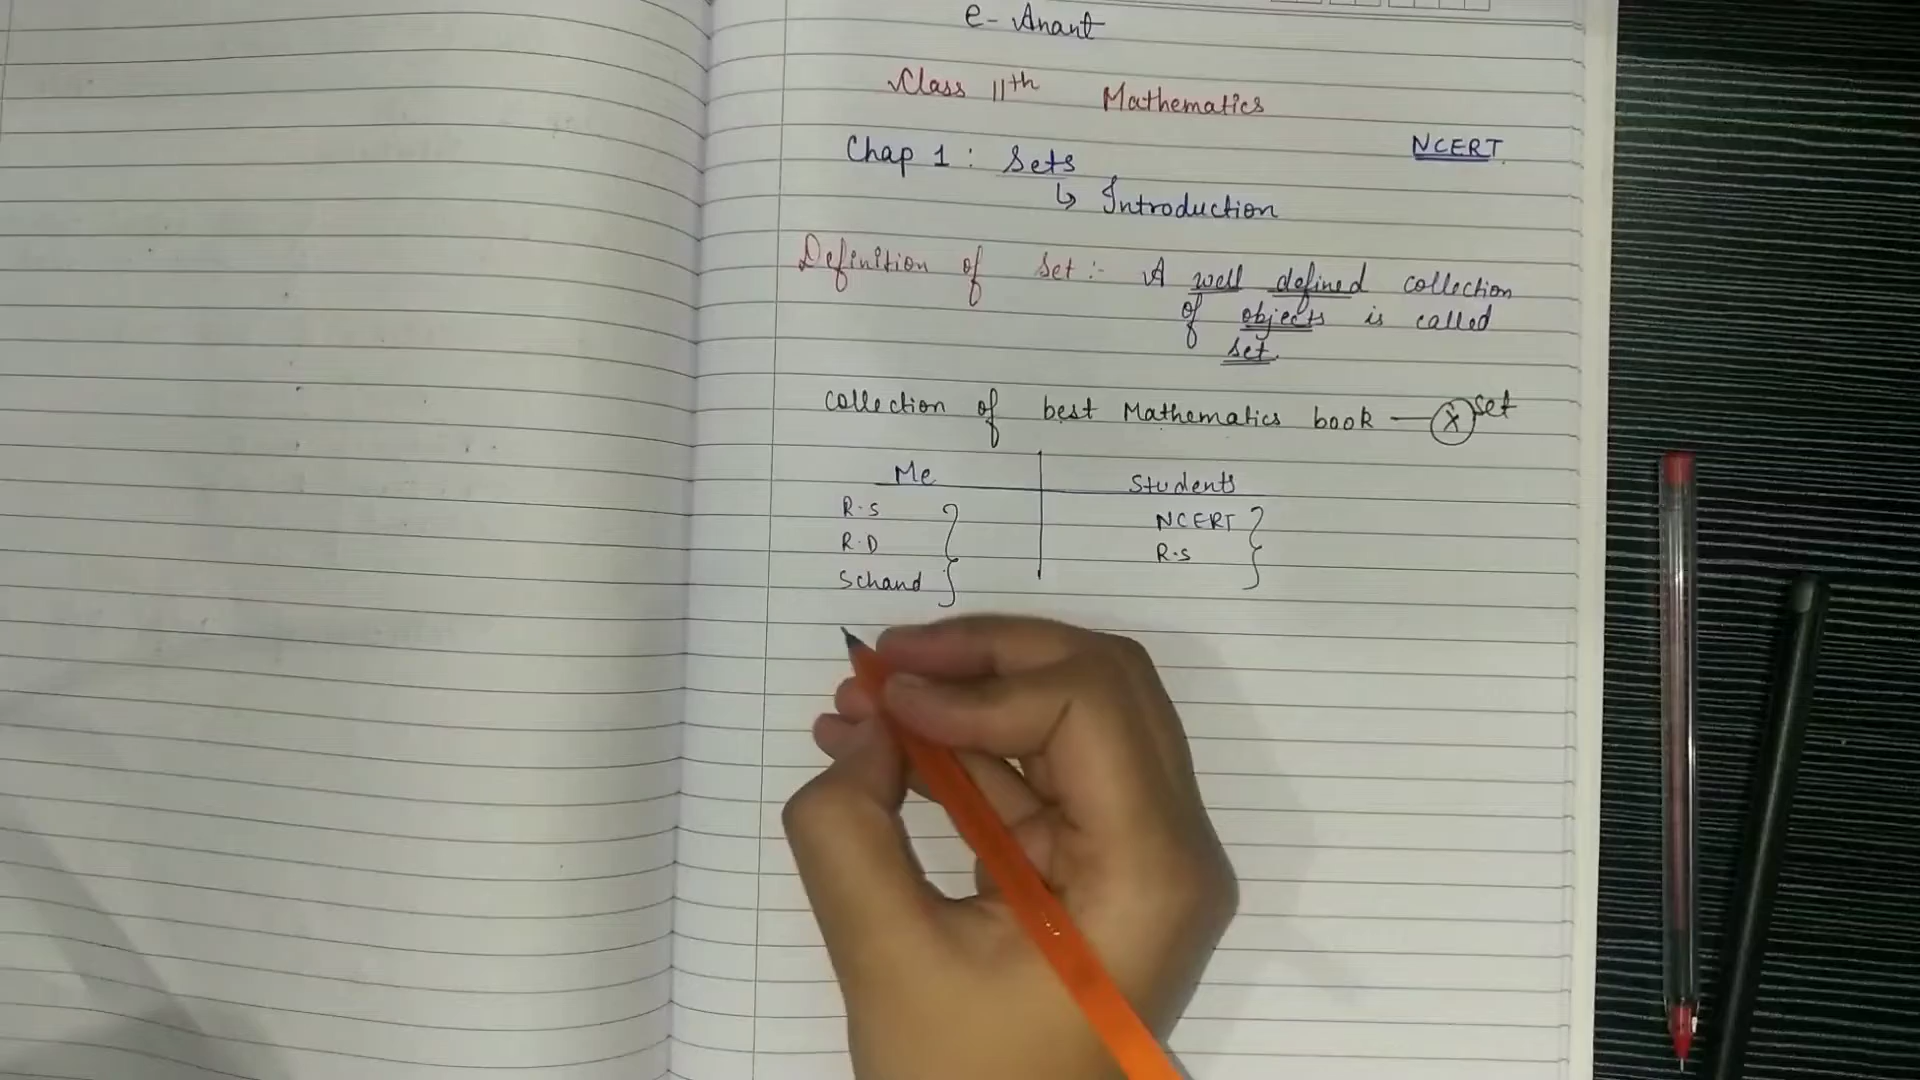 e- Anant
Class 11th Mathematics
NCERT
Chap 1 : Sets
↳ Introduction
Definition of set :- A well defined collection
of objects is called
set.
collection of best Mathematics book — X set
Me
Students
R.S
NCERT
R.D
R.S
Schand